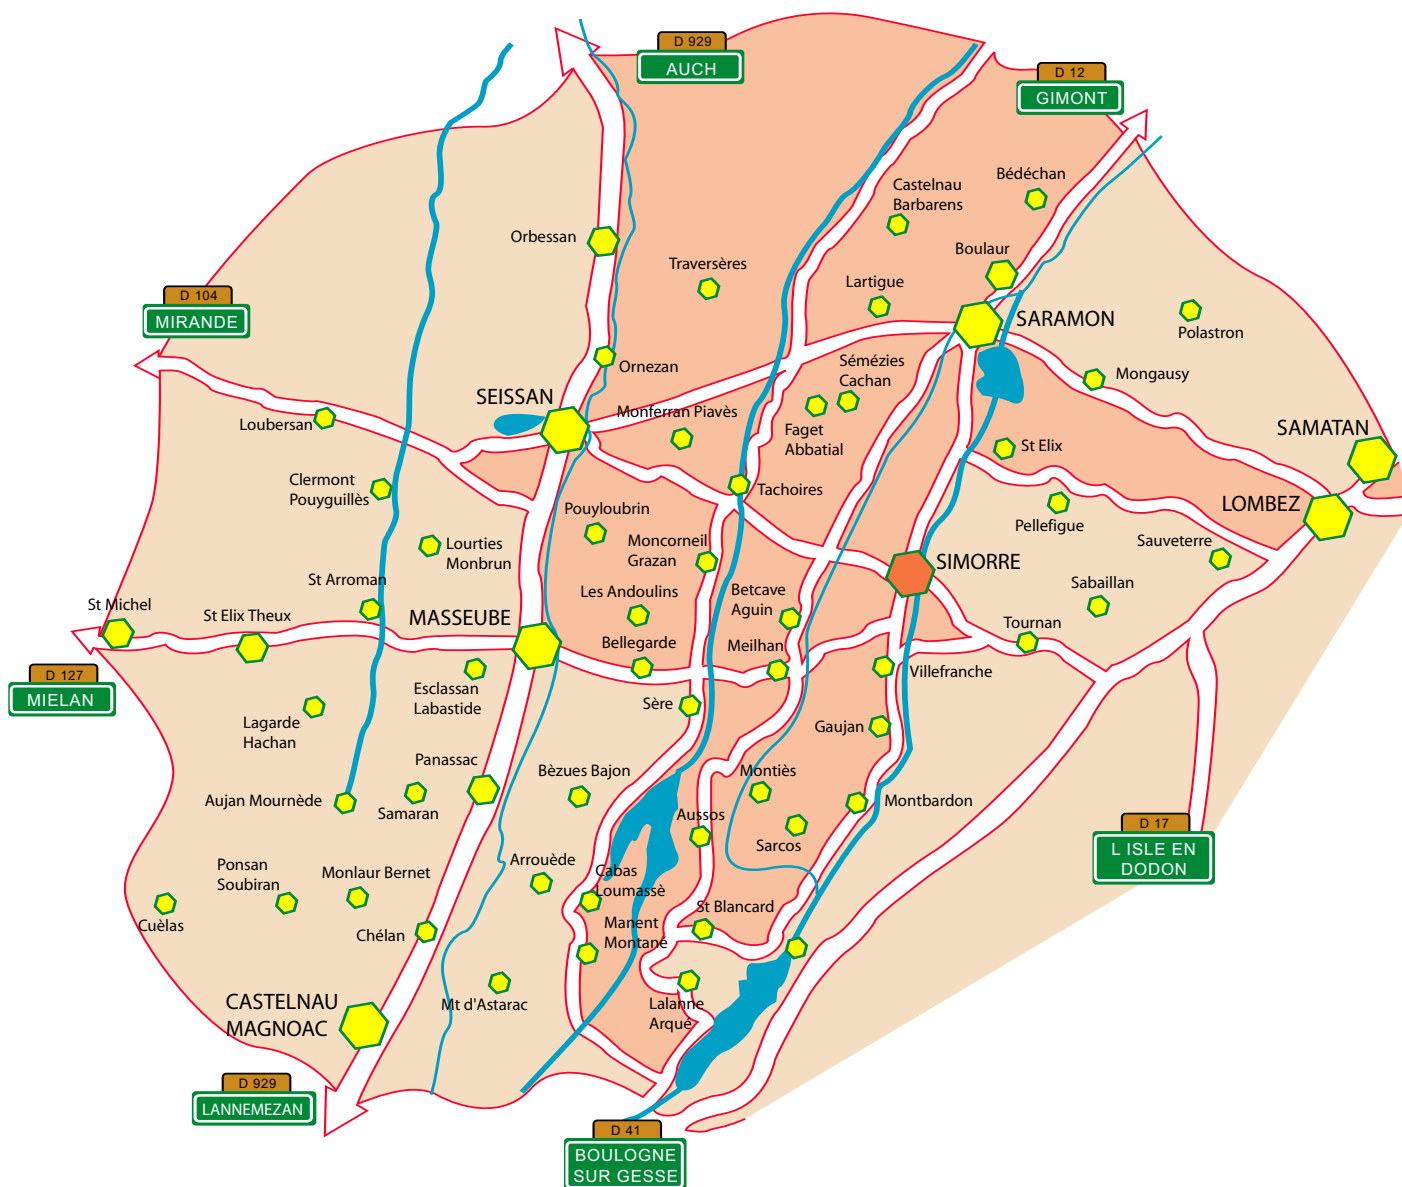 D 929
AUCH
D 12
GIMONT
Bédéchan
Castelnau
Barbarens
Orbessan
Boulaur
Traversères
Lartigue
D 104
MIRANDE
SARAMON
Polastron
Ornezan
Sémézies
Cachan
Mongausy
SEISSAN
Monferran Piavès
Loubersan
Faget
Abbatial
SAMATAN
St Elix
Clermont
Pouyguillès
Tachoires
LOMBEZ
Pouyloubrin
Pellefigue
Lourties
Monbrun
Moncorneil
Grazan
Sauveterre
SIMORRE
St Arroman
Les Andoulins
Betcave
Aguin
Sabaillan
St Michel
St Elix Theux
MASSEUBE
Tournan
Bellegarde
Meilhan
D 127
MIELAN
Esclassan
Labastide
Villefranche
Sère
Lagarde
Hachan
Gaujan
Panassac
Bèzues Bajon
Montiès
Aujan Mournède
Samaran
Aussos
Montbardon
Sarcos
D 17
L ISLE EN
DODON
Ponsan
Soubiran
Monlaur Bernet
Arrouède
Cabas
Loumassè
Cuèlas
Chélan
St Blancard
Manent
Montané
CASTELNAU
MAGNOAC
Mt d'Astarac
Lalanne
Arqué
D 929
LANNEMEZAN
D 41
BOULOGNE
SUR GESSE